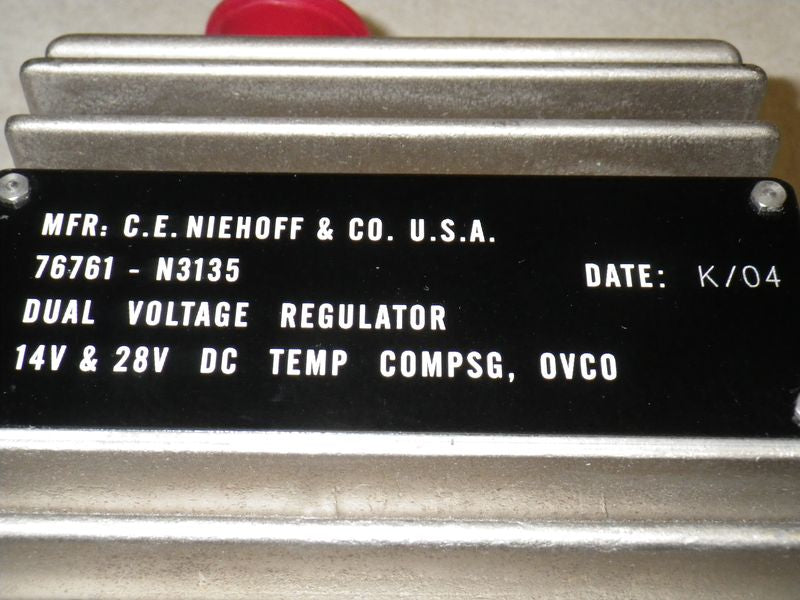 MFR: C.E. NIEHOFF & CO. U.S.A.
76761 - N3135 DATE: K/04
DUAL VOLTAGE REGULATOR
14V & 28V DC TEMP COMPSG, OVCO